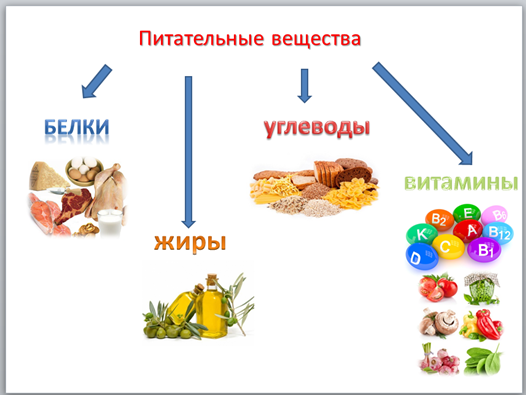 Питательные вещества
БЕЛКИ
углеводы
витамины
жиры
B2
E
B
K
A
B12
C
B1
D